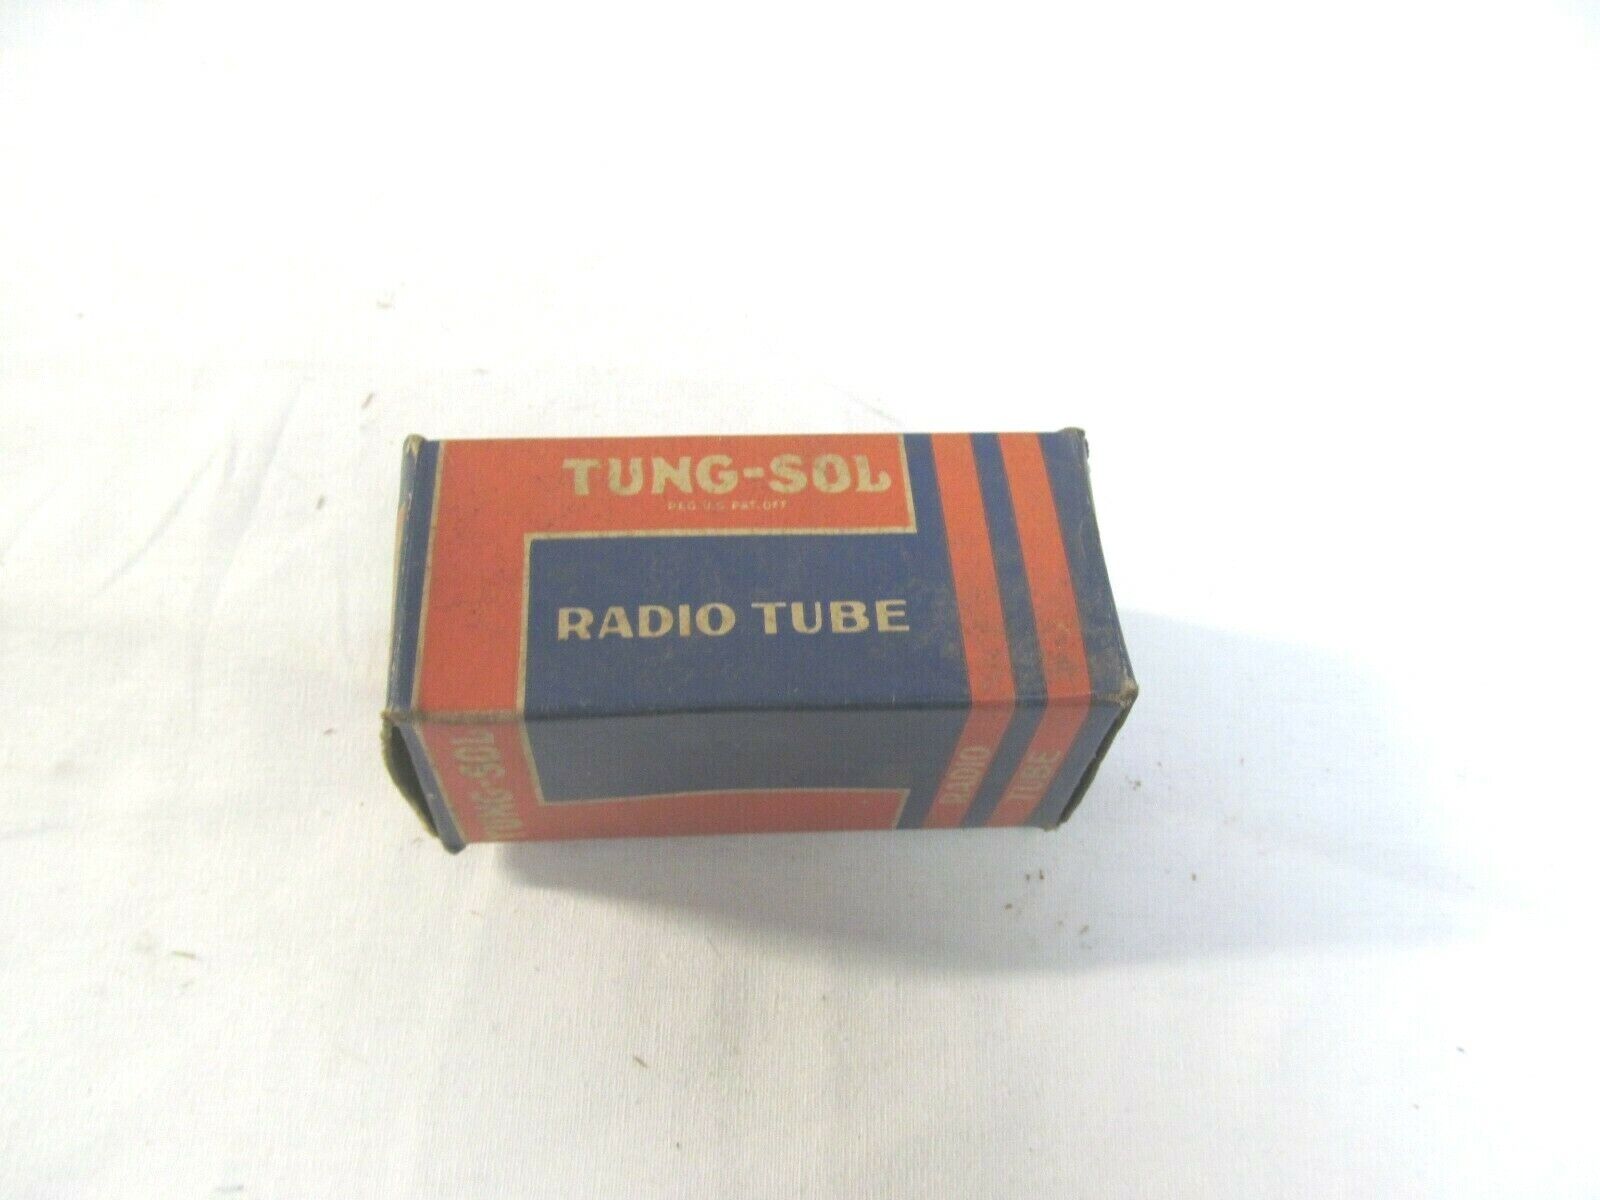 TUNG-SOL
REG. U.S. PAT. OFF.
RADIO TUBE
TUNG-SOL
RADIO
TUBE